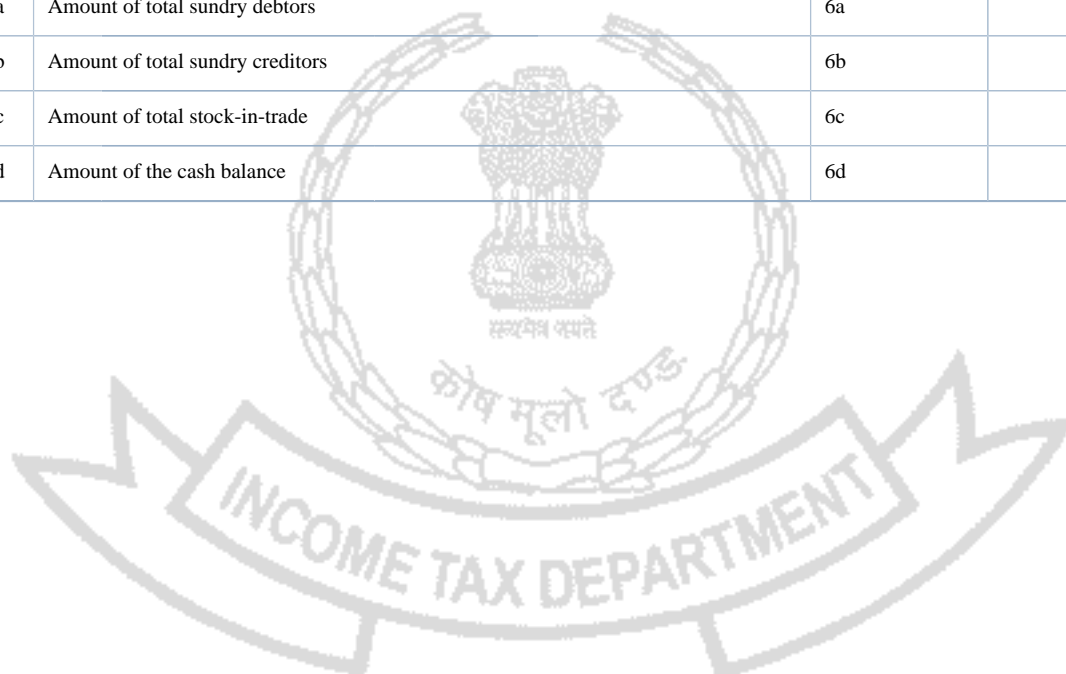 a Amount of total sundry debtors 6a
b Amount of total sundry creditors 6b
c Amount of total stock-in-trade 6c
d Amount of the cash balance 6d
सत्यमेव जयते
कोष मूलो दण्डः
INCOME TAX DEPARTMENT